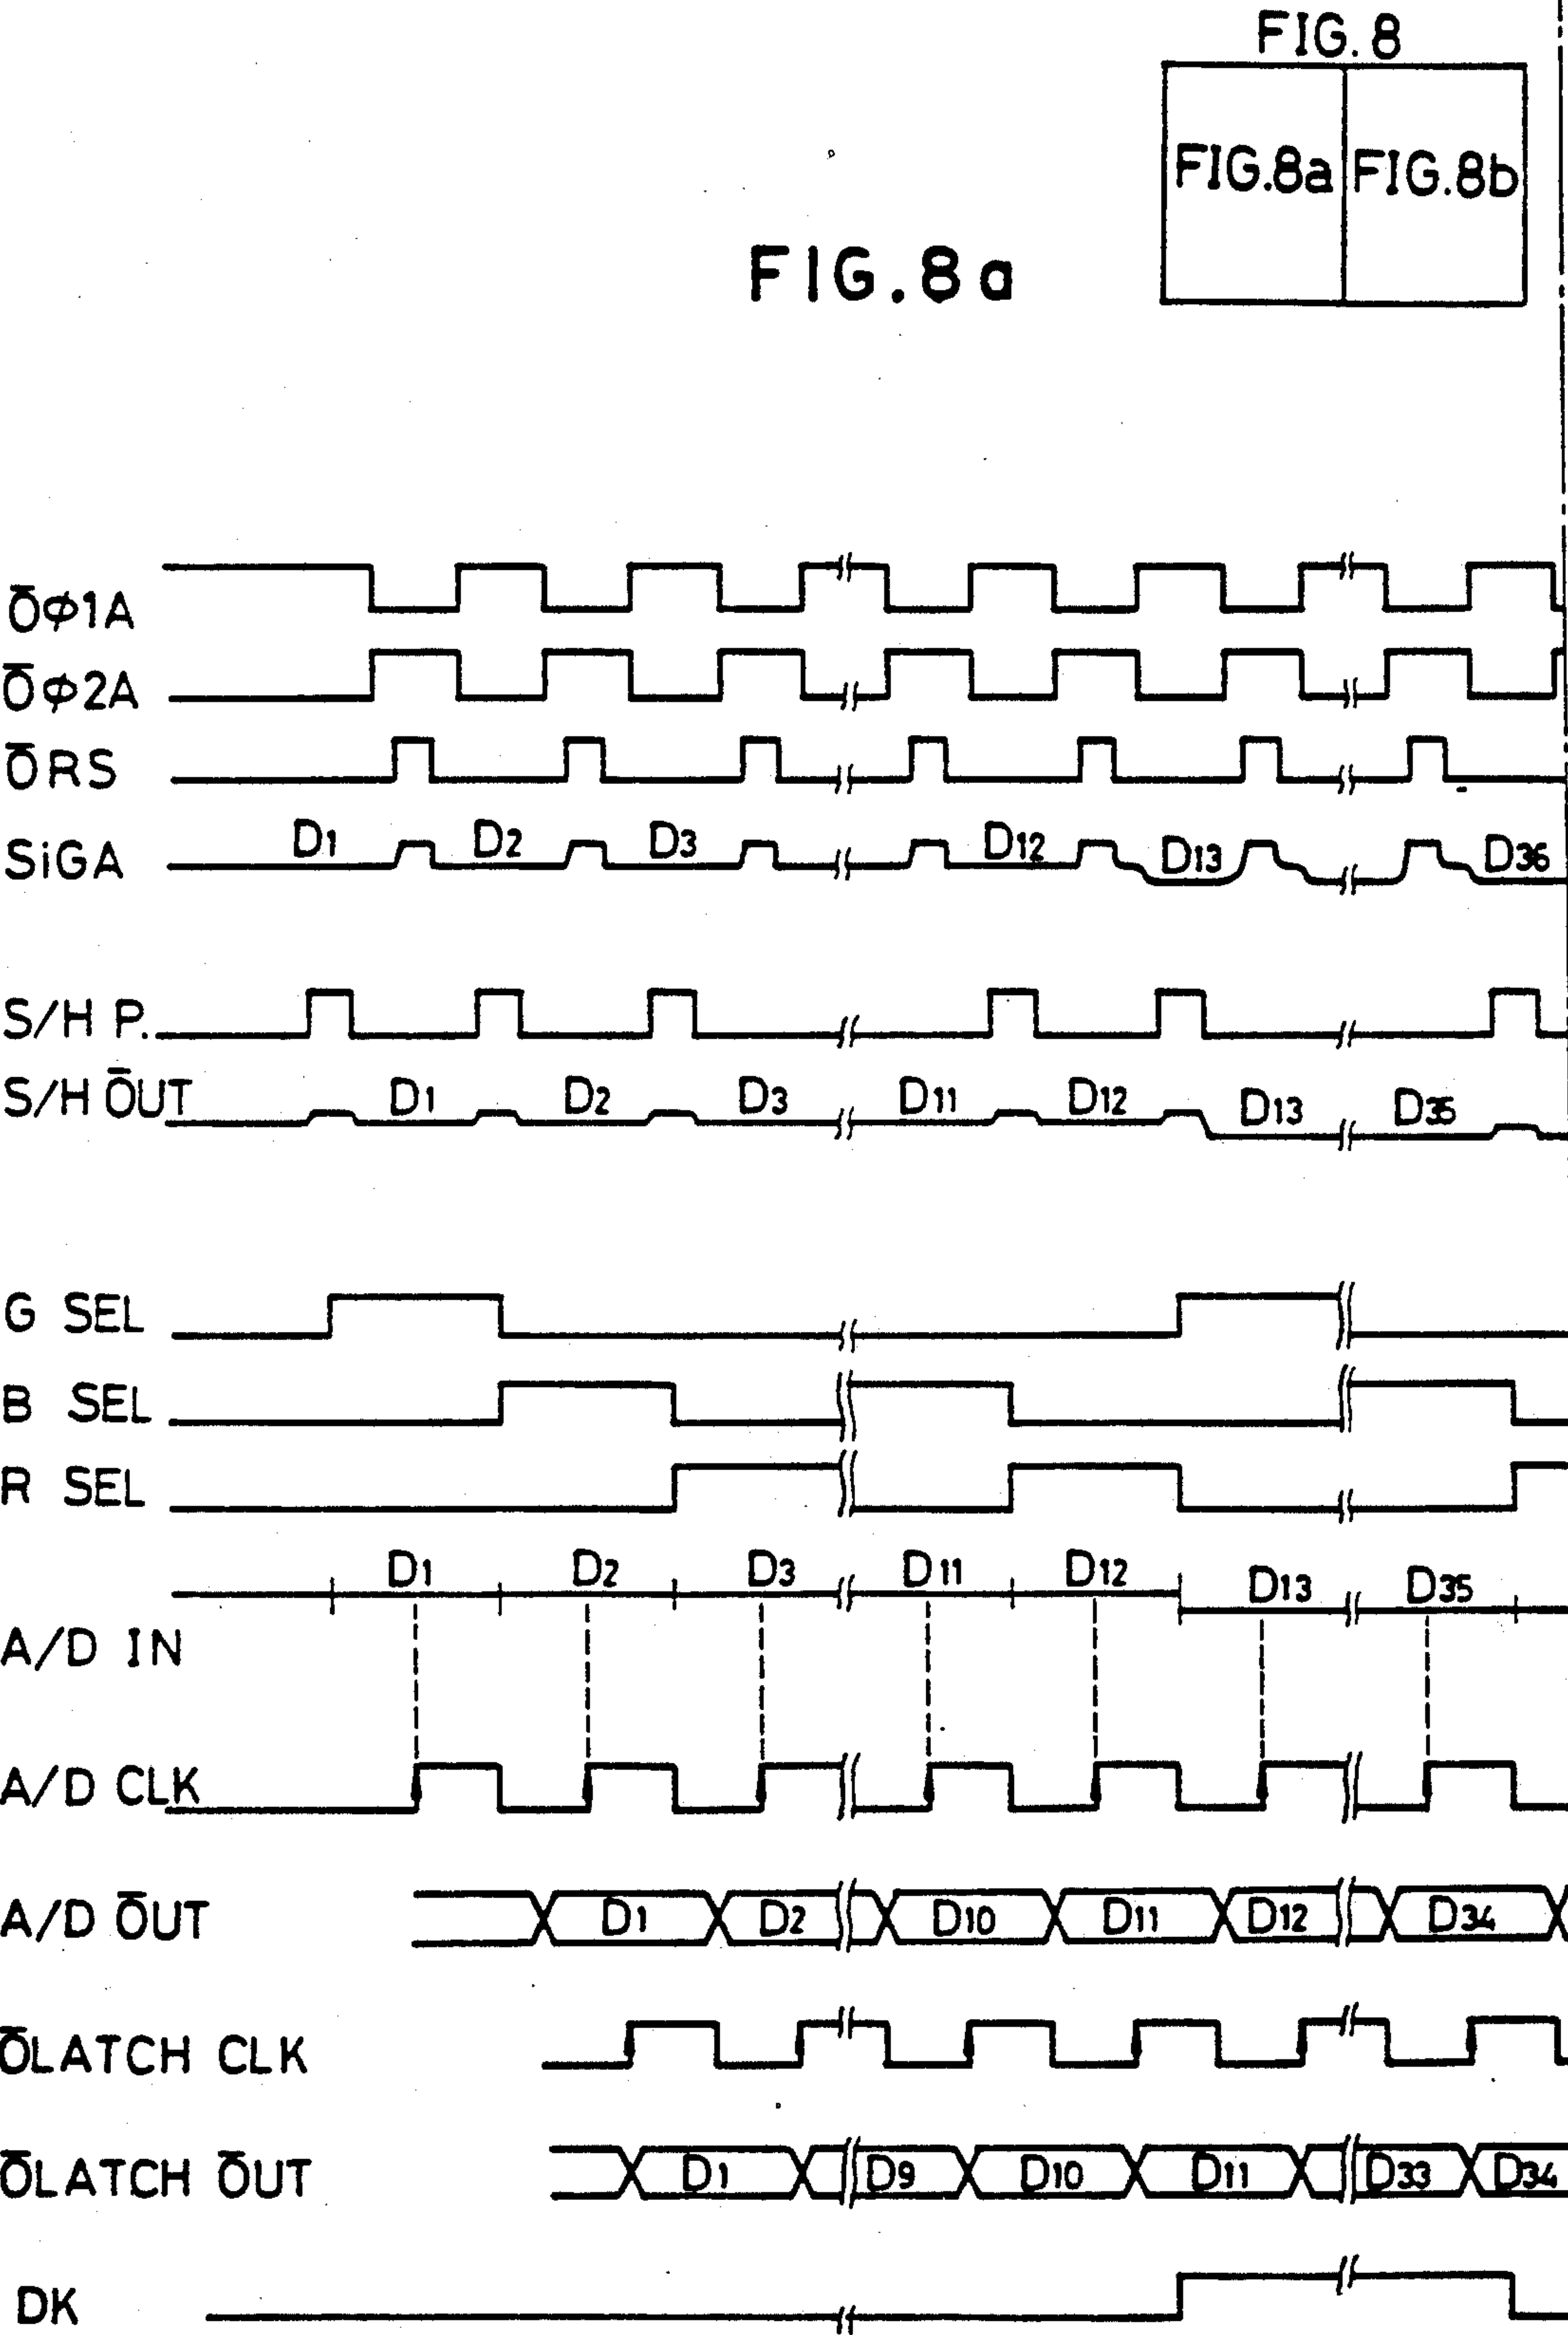 FIG. 8
FIG.8a FIG.8b
FIG.8a
ŌΦ1A
ŌΦ2A
ŌRS
SiGA D1 D2 D3 D12 D13 D36
S/H P.
S/H ŌUT D1 D2 D3 D11 D12 D13 D35
G SEL
B SEL
R SEL
D1 D2 D3 D11 D12 D13 D35
A/D IN
A/D CLK
A/D ŌUT D1 D2 D10 D11 D12 D34
ŌLATCH CLK
ŌLATCH ŌUT D1 D9 D10 D11 D33 D34
DK